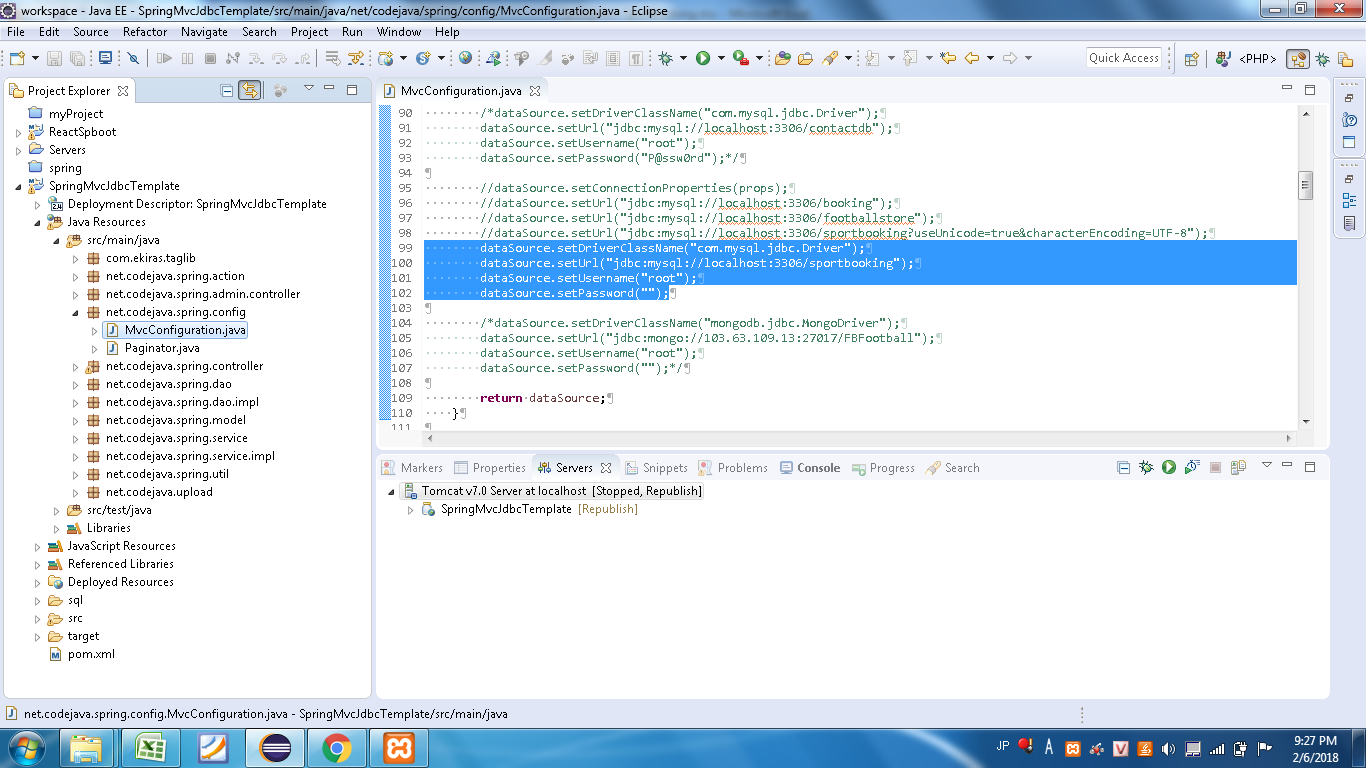 workspace - Java EE - SpringMvcJdbcTemplate/src/main/java/net/codejava/spring/config/MvcConfiguration.java - Eclipse
File Edit Source Refactor Navigate Search Project Run Window Help
Quick Access <PHP>
Project Explorer
myProject
ReactSpboot
Servers
spring
SpringMvcJdbcTemplate
Deployment Descriptor: SpringMvcJdbcTemplate
Java Resources
src/main/java
com.ekiras.taglib
net.codejava.spring.action
net.codejava.spring.admin.controller
net.codejava.spring.config
MvcConfiguration.java
Paginator.java
net.codejava.spring.controller
net.codejava.spring.dao
net.codejava.spring.dao.impl
net.codejava.spring.model
net.codejava.spring.service
net.codejava.spring.service.impl
net.codejava.spring.util
net.codejava.upload
src/test/java
Libraries
JavaScript Resources
Referenced Libraries
Deployed Resources
sql
src
target
pom.xml
MvcConfiguration.java
90 /*dataSource.setDriverClassName("com.mysql.jdbc.Driver");¶
91 dataSource.setUrl("jdbc:mysql://localhost:3306/contactdb");¶
92 dataSource.setUsername("root");¶
93 dataSource.setPassword("P@ssw0rd");*/¶
94 ¶
95 //dataSource.setConnectionProperties(props);¶
96 //dataSource.setUrl("jdbc:mysql://localhost:3306/booking");¶
97 //dataSource.setUrl("jdbc:mysql://localhost:3306/footballstore");¶
98 //dataSource.setUrl("jdbc:mysql://localhost:3306/sportbooking?useUnicode=true&characterEncoding=UTF-8");¶
99 dataSource.setDriverClassName("com.mysql.jdbc.Driver");¶
100 dataSource.setUrl("jdbc:mysql://localhost:3306/sportbooking");¶
101 dataSource.setUsername("root");¶
102 dataSource.setPassword("");¶
103 ¶
104 /*dataSource.setDriverClassName("mongodb.jdbc.MongoDriver");¶
105 dataSource.setUrl("jdbc:mongo://103.63.109.13:27017/FBFootball");¶
106 dataSource.setUsername("root");¶
107 dataSource.setPassword("");*/¶
108 ¶
109 return dataSource;¶
110 }¶
111 ¶
Markers Properties Servers Snippets Problems Console Progress Search
Tomcat v7.0 Server at localhost [Stopped, Republish]
SpringMvcJdbcTemplate [Republish]
net.codejava.spring.config.MvcConfiguration.java - SpringMvcJdbcTemplate/src/main/java
JP A
9:27 PM
2/6/2018